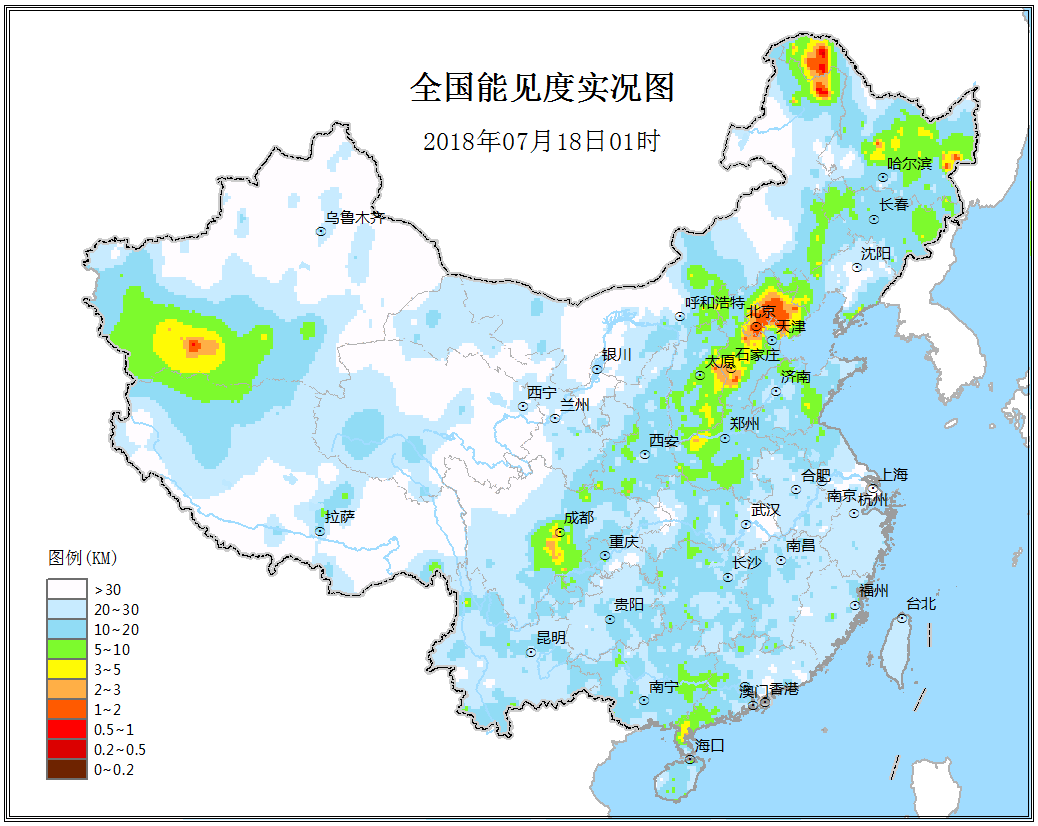 全国能见度实况图
2018年07月18日01时
哈尔滨
长春
乌鲁木齐
沈阳
呼和浩特
北京
天津
银川
太原
石家庄
济南
西宁
兰州
郑州
西安
合肥
上海
南京
杭州
拉萨
成都
武汉
重庆
南昌
长沙
福州
贵阳
台北
昆明
南宁
澳门
香港
海口
图例(KM)
>30
20~30
10~20
5~10
3~5
2~3
1~2
0.5~1
0.2~0.5
0~0.2